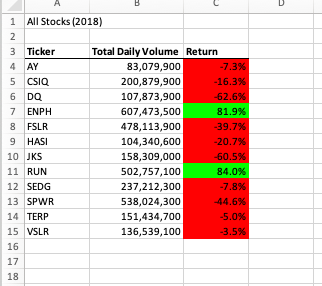 A B C D
1 All Stocks (2018)
2
3 Ticker Total Daily Volume Return
4 AY 83,079,900 -7.3%
5 CSIQ 200,879,900 -16.3%
6 DQ 107,873,900 -62.6%
7 ENPH 607,473,500 81.9%
8 FSLR 478,113,900 -39.7%
9 HASI 104,340,600 -20.7%
10 JKS 158,309,000 -60.5%
11 RUN 502,757,100 84.0%
12 SEDG 237,212,300 -7.8%
13 SPWR 538,024,300 -44.6%
14 TERP 151,434,700 -5.0%
15 VSLR 136,539,100 -3.5%
16
17
18